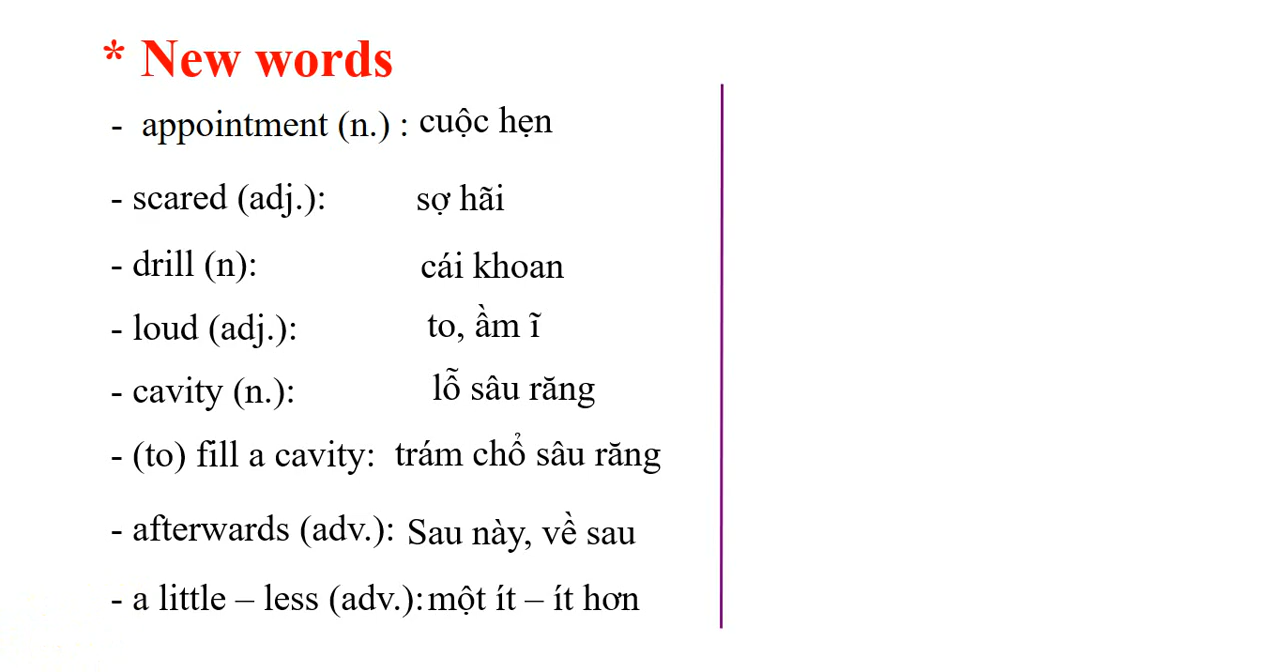 * New words
- appointment (n.) : cuộc hẹn
- scared (adj.): sợ hãi
- drill (n): cái khoan
- loud (adj.): to, ầm ĩ
- cavity (n.): lỗ sâu răng
- (to) fill a cavity: trám chổ sâu răng
- afterwards (adv.): Sau này, về sau
- a little – less (adv.): một ít – ít hơn